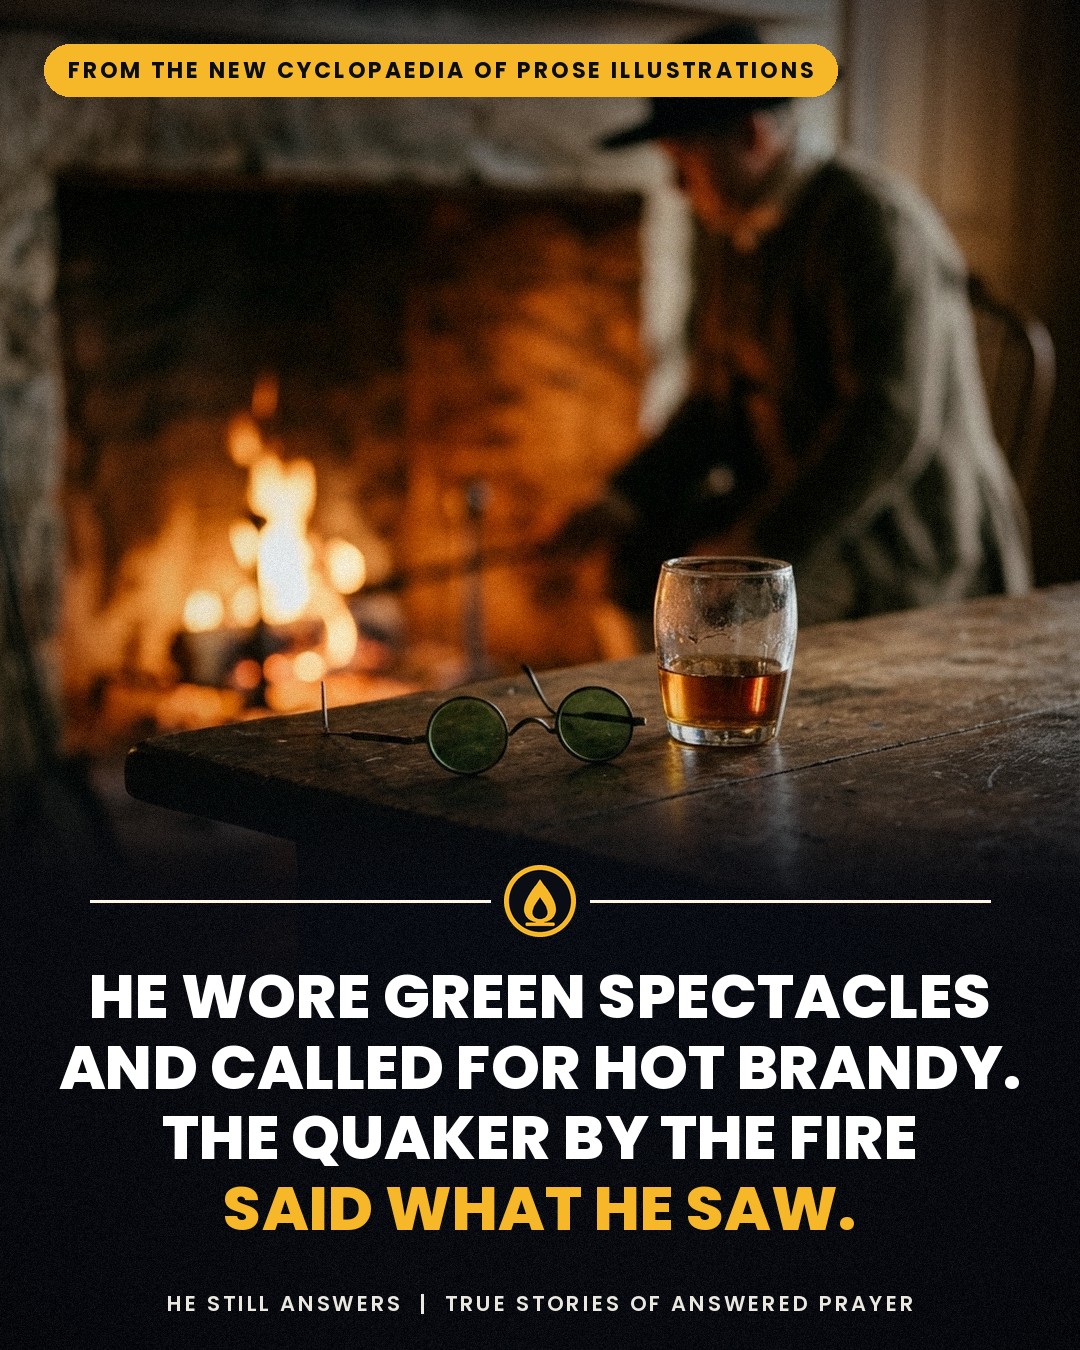 FROM THE NEW CYCLOPAEDIA OF PROSE ILLUSTRATIONS
HE WORE GREEN SPECTACLES
AND CALLED FOR HOT BRANDY.
THE QUAKER BY THE FIRE
SAID WHAT HE SAW.
HE STILL ANSWERS | TRUE STORIES OF ANSWERED PRAYER